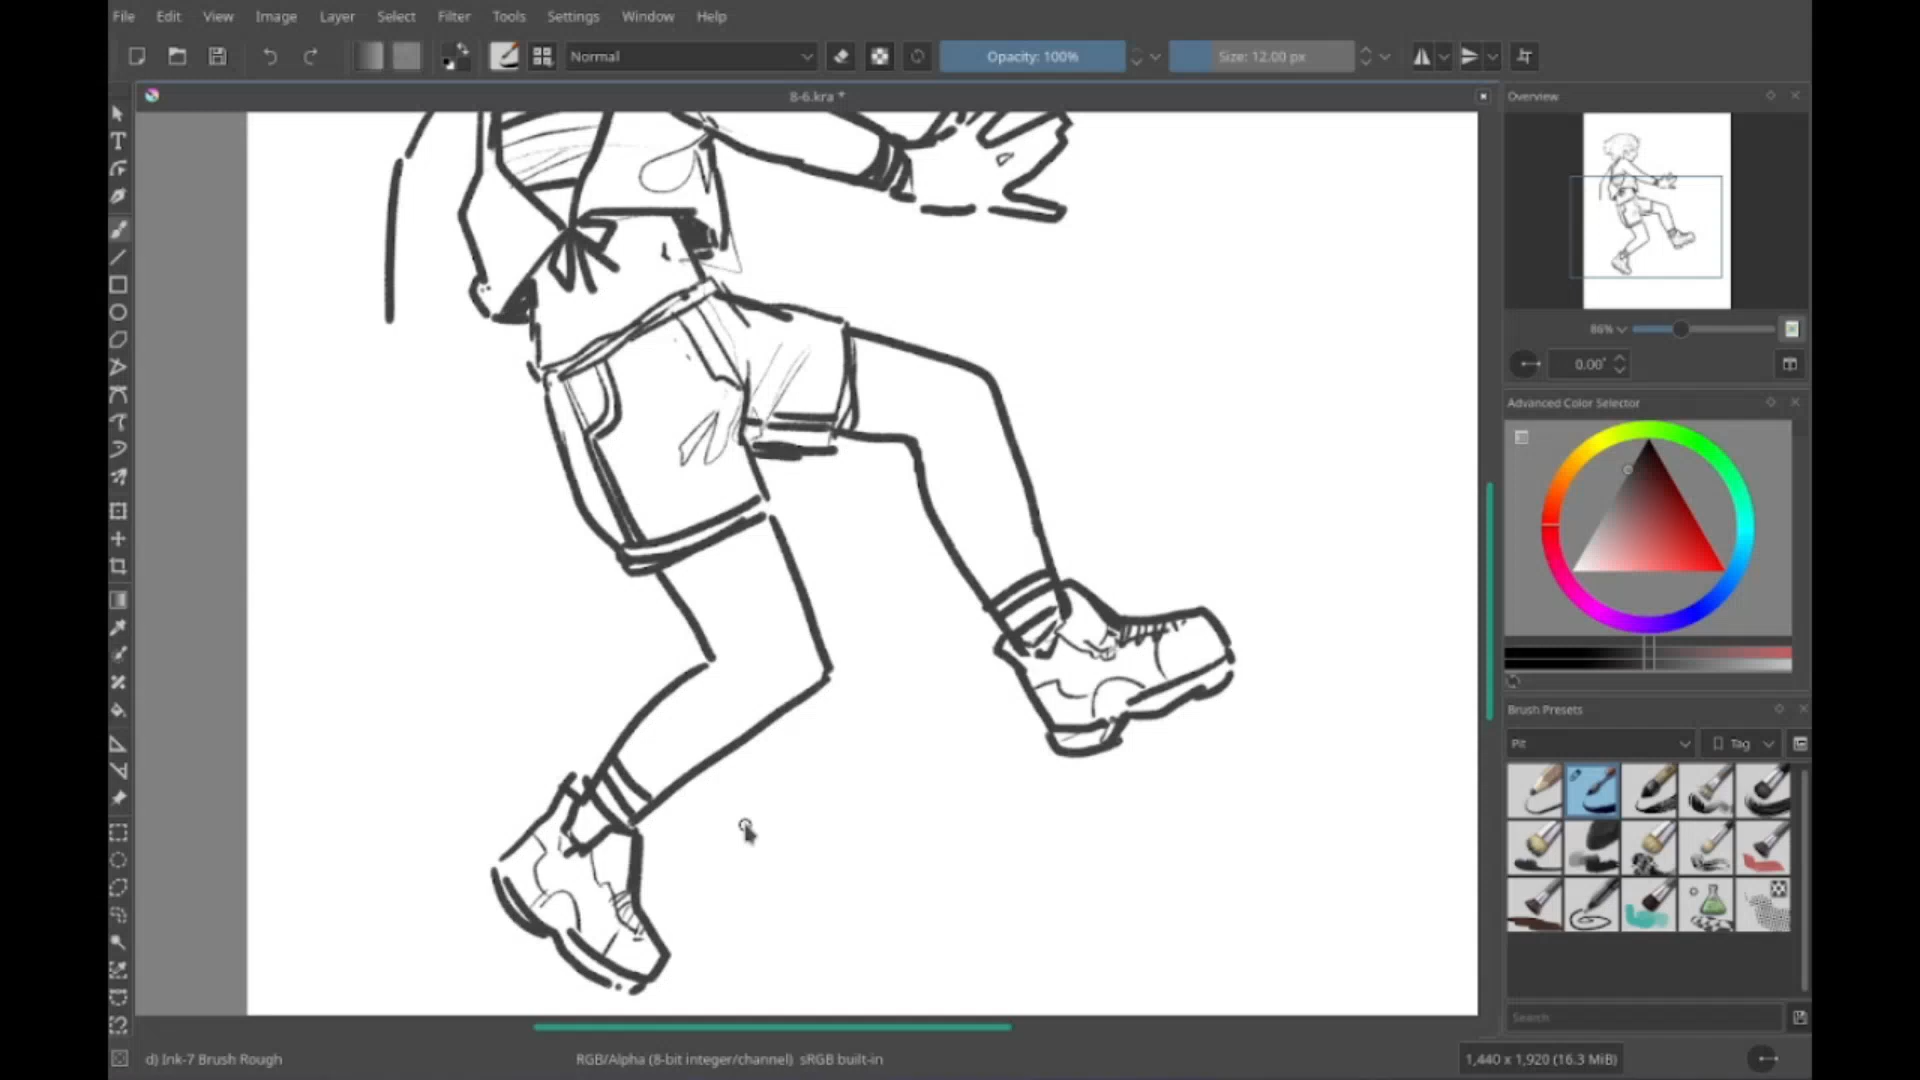 File Edit View Image Layer Select Filter Tools Settings Window Help
Normal Opacity: 100% Size: 12.00 px
8-6.kra *
Overview
86%
0.00°
Advanced Color Selector
Brush Presets
Pit Tag
Search
d) Ink-7 Brush Rough RGB/Alpha (8-bit integer/channel) sRGB built-in 1,440 x 1,920 (16.3 MiB)